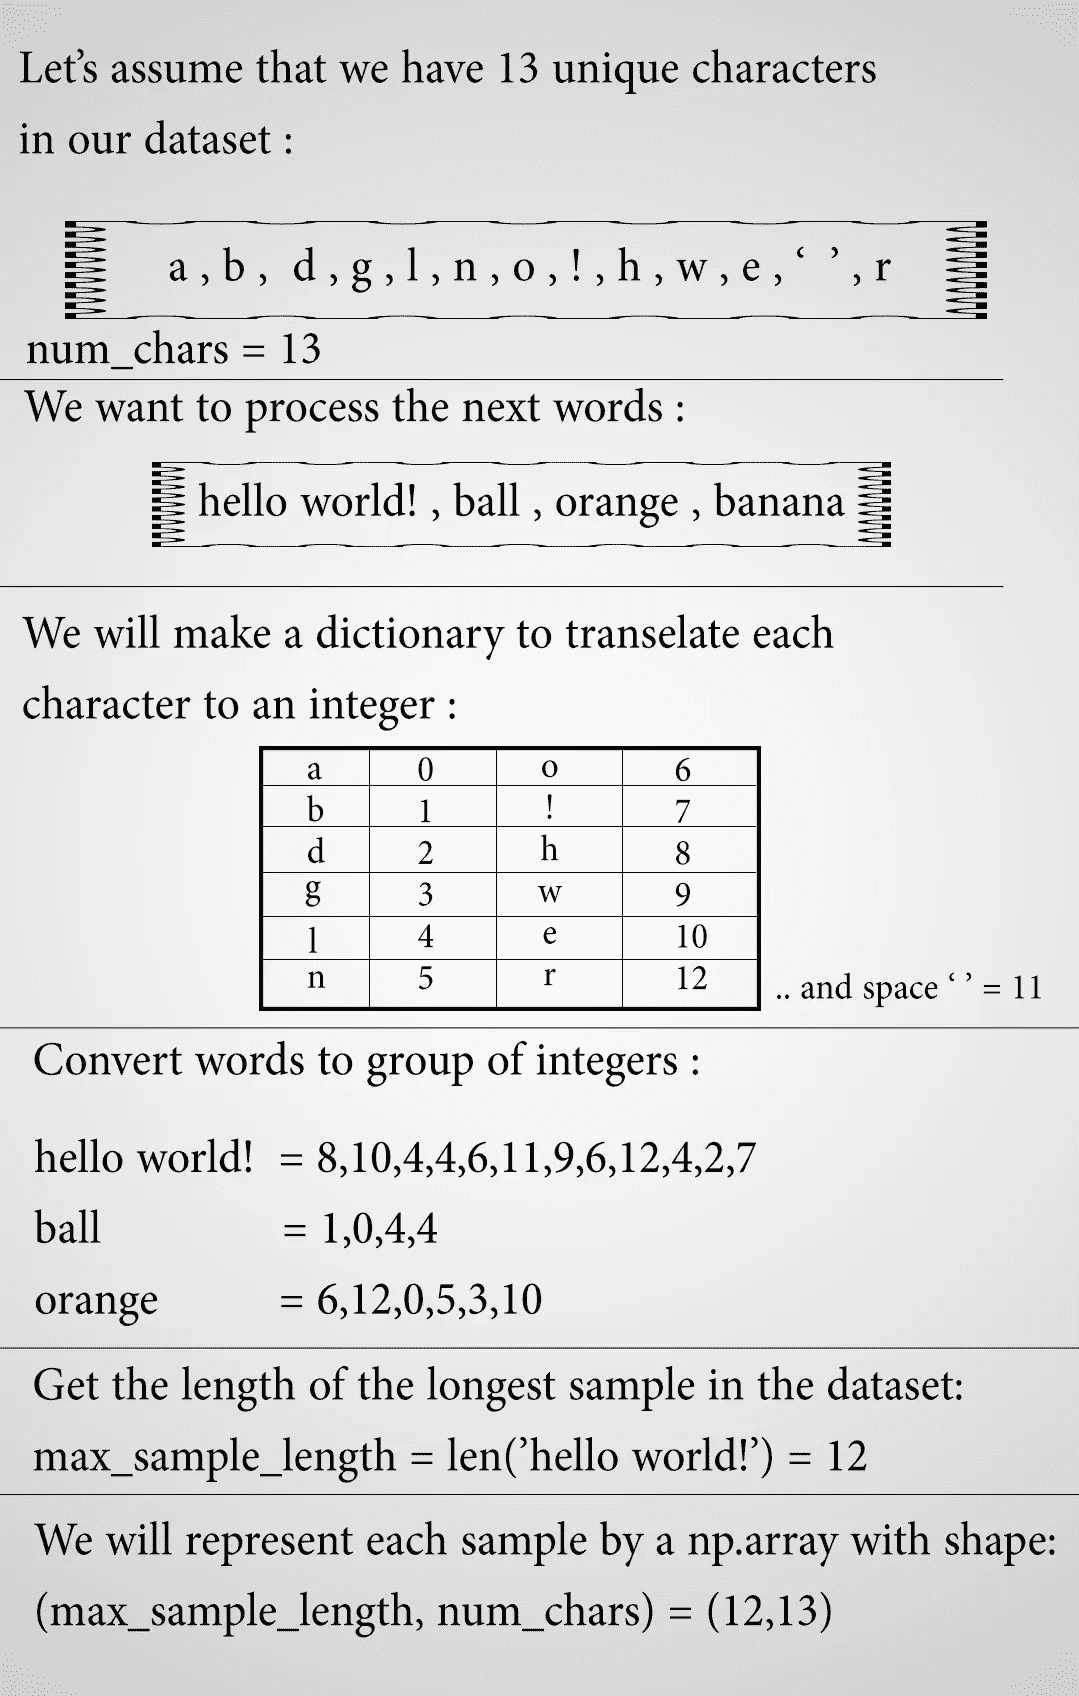 Let’s assume that we have 13 unique characters
in our dataset :
a , b , d , g , l , n , o , ! , h , w , e , ‘ ’ , r
num_chars = 13
We want to process the next words :
hello world! , ball , orange , banana
We will make a dictionary to transelate each
character to an integer :
a 0 o 6
b 1 ! 7
d 2 h 8
g 3 w 9
l 4 e 10
n 5 r 12
.. and space ‘ ’ = 11
Convert words to group of integers :
hello world! = 8,10,4,4,6,11,9,6,12,4,2,7
ball = 1,0,4,4
orange = 6,12,0,5,3,10
Get the length of the longest sample in the dataset:
max_sample_length = len(’hello world!’) = 12
We will represent each sample by a np.array with shape:
(max_sample_length, num_chars) = (12,13)